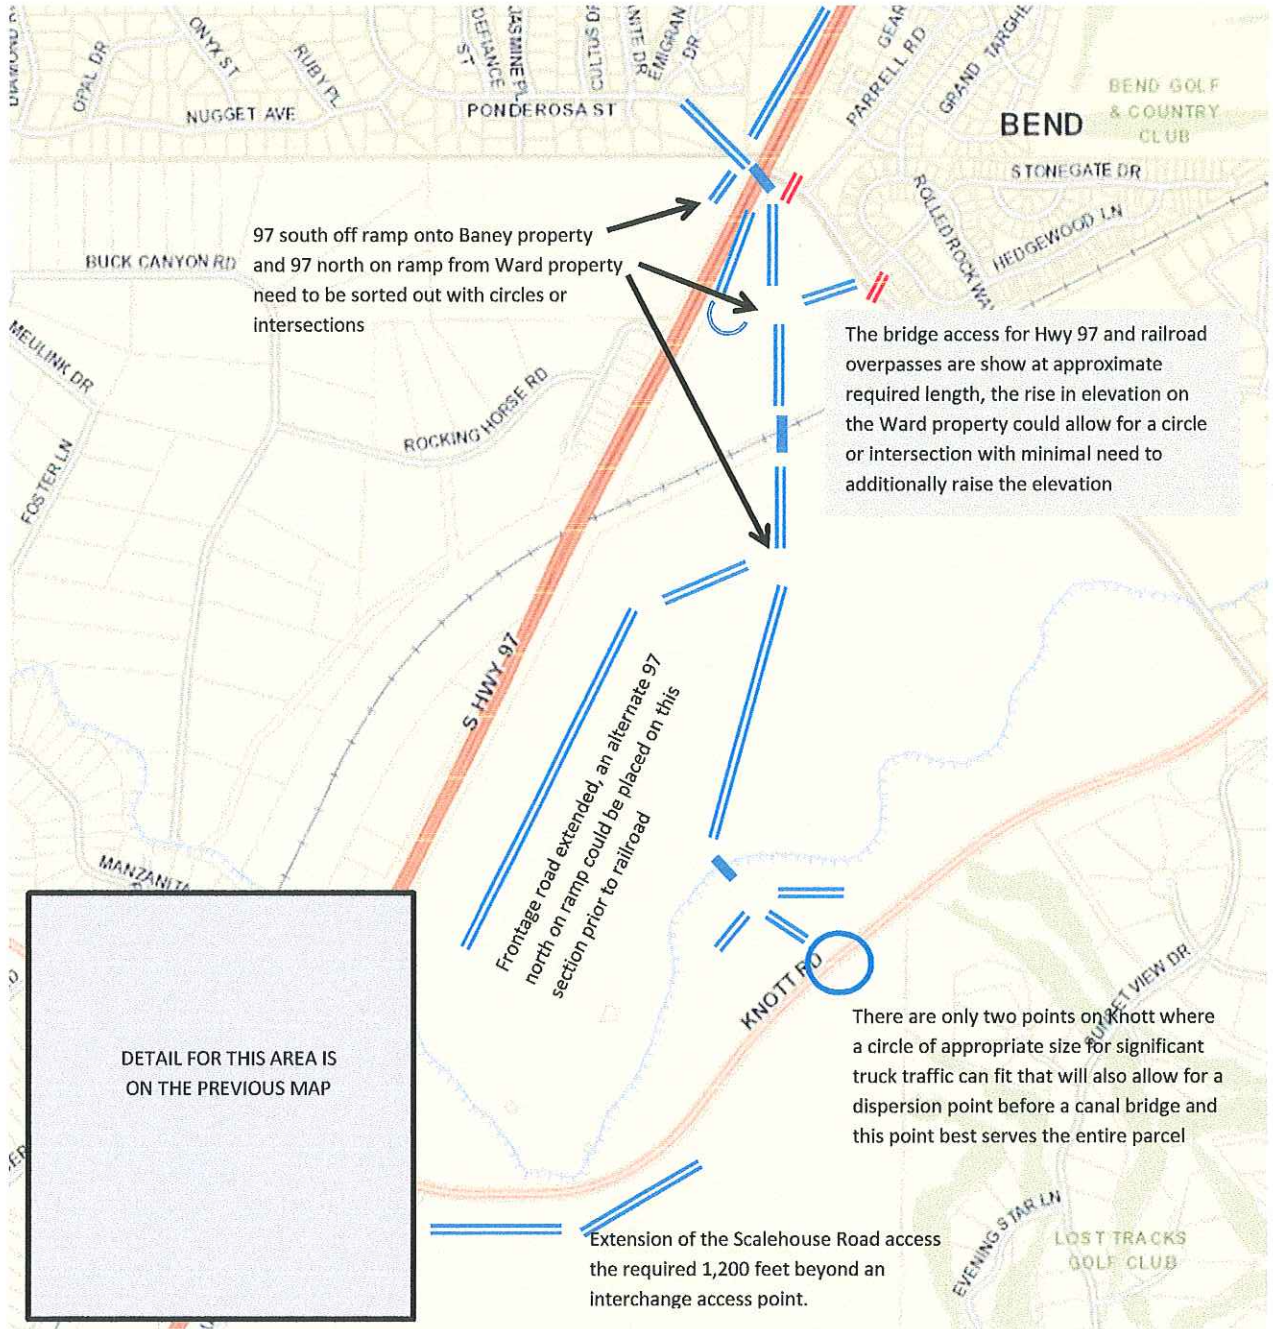 DIAMOND
OPAL DR
ONYX ST
RUBY PL
NUGGET AVE
DEFIANCE
ST
JASMINE PL
CULTUS DR
EMIGRAN
DR
PONDEROSA ST
PARRELL RD
GRAND TARGHE
BEND
BEND GOLF
& COUNTRY
CLUB
STONEGATE DR
ROLLED ROCK WAY
HEDGEWOOD LN
97 south off ramp onto Baney property
and 97 north on ramp from Ward property
need to be sorted out with circles or
intersections
BUCK CANYON RD
MEULINK DR
FOSTER LN
ROCKING HORSE RD
The bridge access for Hwy 97 and railroad
overpasses are show at approximate
required length, the rise in elevation on
the Ward property could allow for a circle
or intersection with minimal need to
additionally raise the elevation
S HWY 97
Frontage road extended, an alternate 97
north on ramp could be placed on this
section prior to railroad
MANZANITA
KNOTT RD
SUNSET VIEW DR
DETAIL FOR THIS AREA IS
ON THE PREVIOUS MAP
There are only two points on Knott where
a circle of appropriate size for significant
truck traffic can fit that will also allow for a
dispersion point before a canal bridge and
this point best serves the entire parcel
Extension of the Scalehouse Road access
the required 1,200 feet beyond an
interchange access point.
EVENING STAR LN
LOST TRACKS
GOLF CLUB